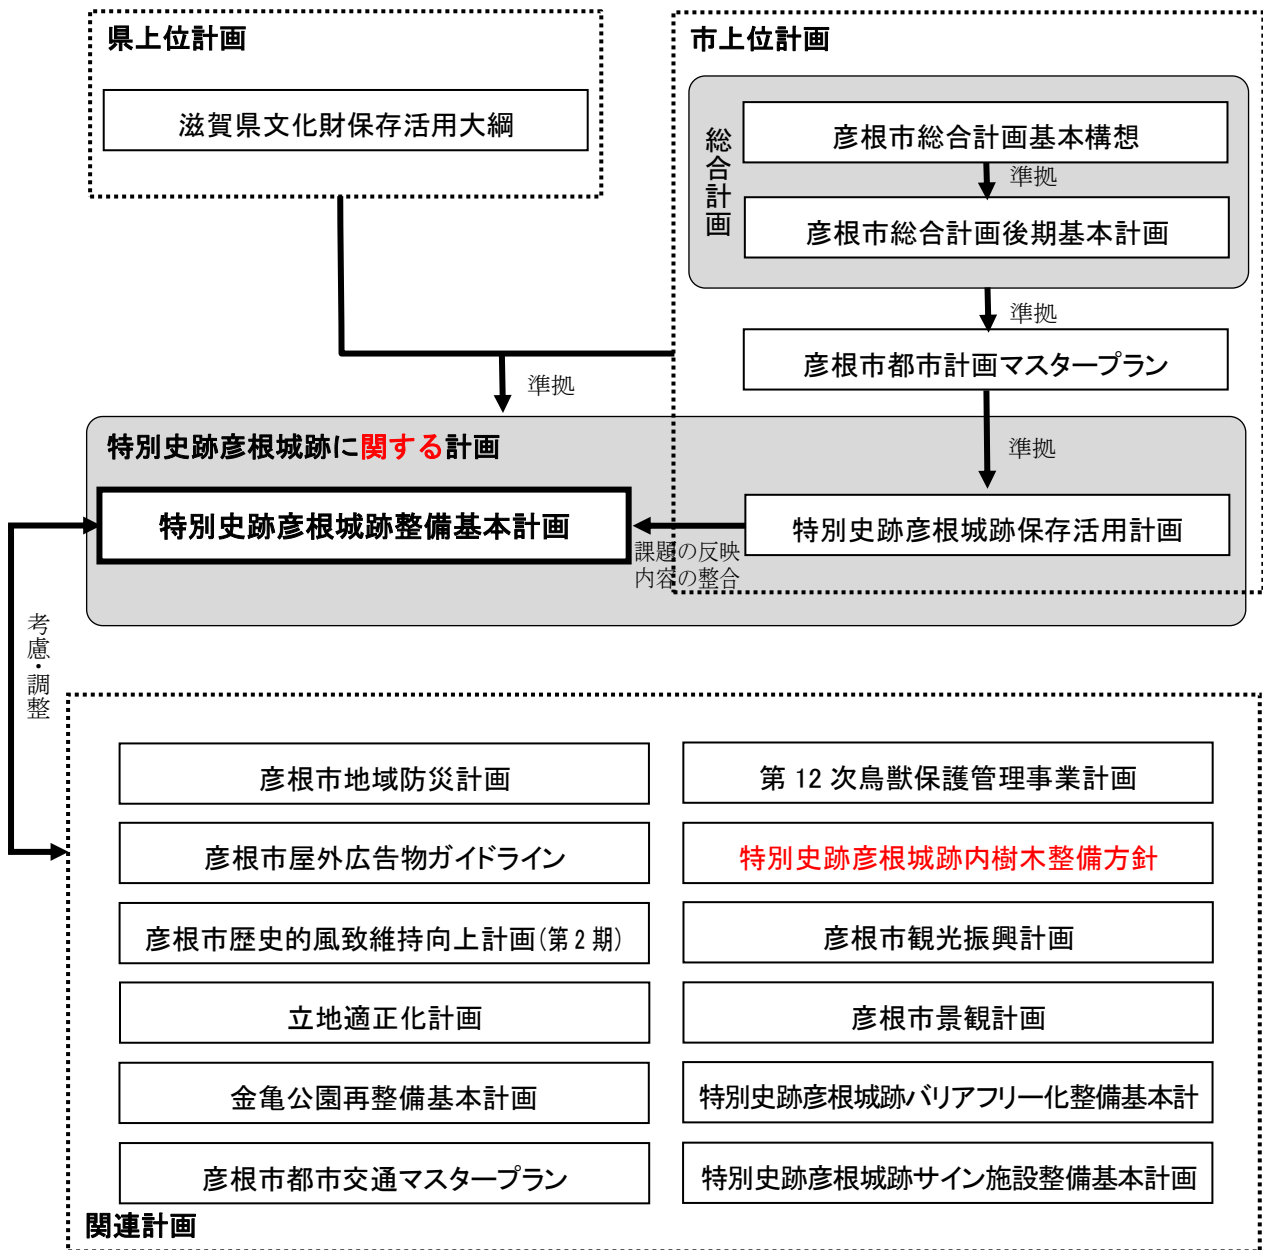 県上位計画
滋賀県文化財保存活用大綱
市上位計画
総合計画
彦根市総合計画基本構想
準拠
彦根市総合計画後期基本計画
準拠
彦根市都市計画マスタープラン
準拠
準拠
特別史跡彦根城跡に関する計画
特別史跡彦根城跡整備基本計画
課題の反映
内容の整合
特別史跡彦根城跡保存活用計画
考慮・調整
彦根市地域防災計画
第 12 次鳥獣保護管理事業計画
彦根市屋外広告物ガイドライン
特別史跡彦根城跡内樹木整備方針
彦根市歴史的風致維持向上計画(第2期)
彦根市観光振興計画
立地適正化計画
彦根市景観計画
金亀公園再整備基本計画
特別史跡彦根城跡バリアフリー化整備基本計
彦根市都市交通マスタープラン
特別史跡彦根城跡サイン施設整備基本計画
関連計画